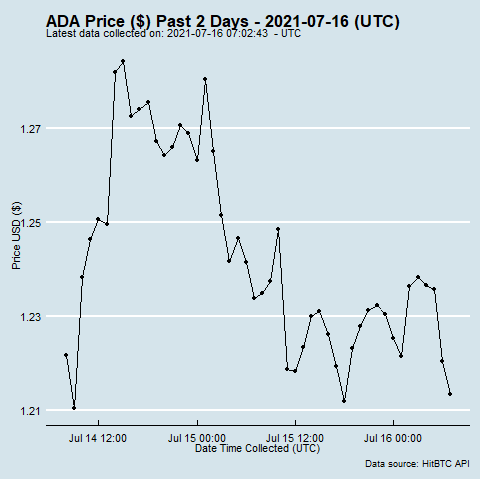 ADA Price ($) Past 2 Days - 2021-07-16 (UTC)
Latest data collected on: 2021-07-16 07:02:43 - UTC
1.27
1.25
1.23
1.21
Price USD ($)
Jul 14 12:00 Jul 15 00:00 Jul 15 12:00 Jul 16 00:00
Date Time Collected (UTC)
Data source: HitBTC API